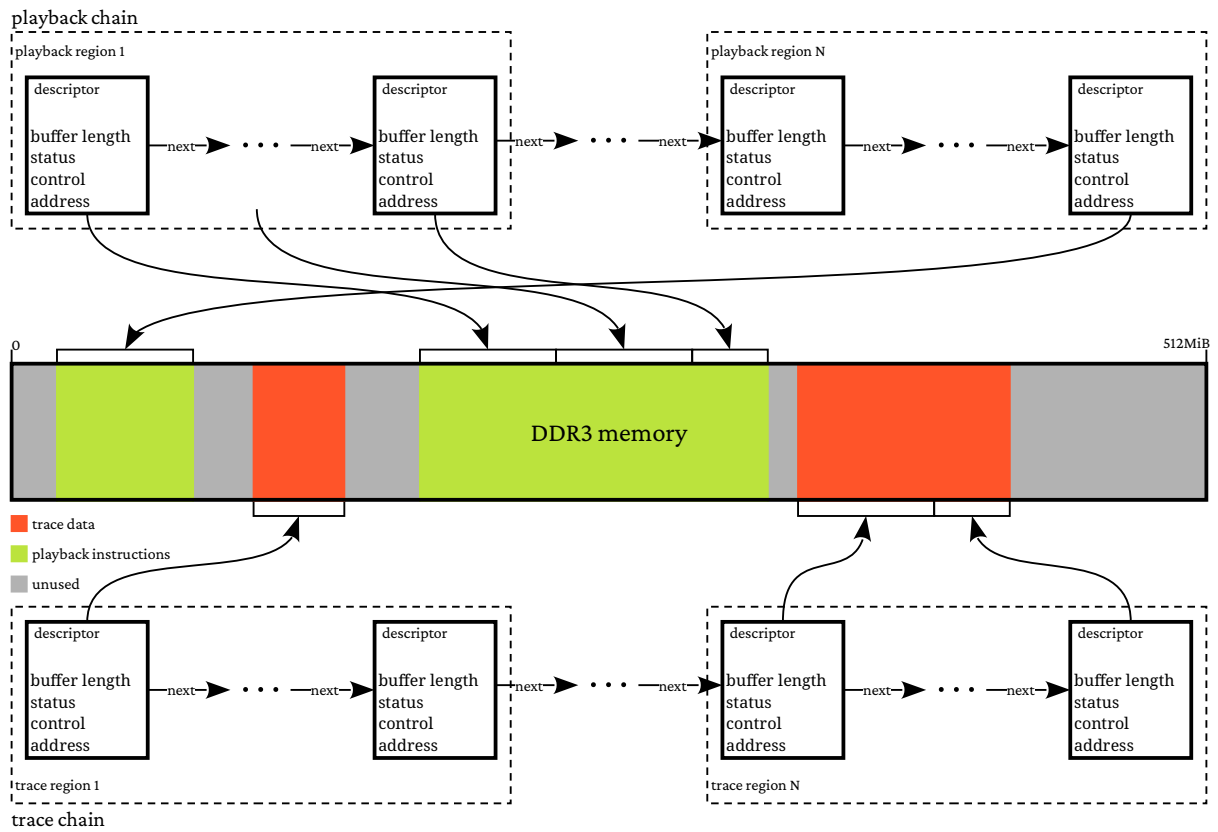 playback chain
playback region 1
playback region N
descriptor
descriptor
descriptor
descriptor
buffer length
status
control
address
next
• • •
next
buffer length
status
control
address
next
• • •
next
buffer length
status
control
address
next
• • •
next
buffer length
status
control
address
0
512MiB
DDR3 memory
trace data
playback instructions
unused
descriptor
descriptor
descriptor
descriptor
buffer length
status
control
address
next
• • •
next
buffer length
status
control
address
next
• • •
next
buffer length
status
control
address
next
• • •
next
buffer length
status
control
address
trace region 1
trace region N
trace chain